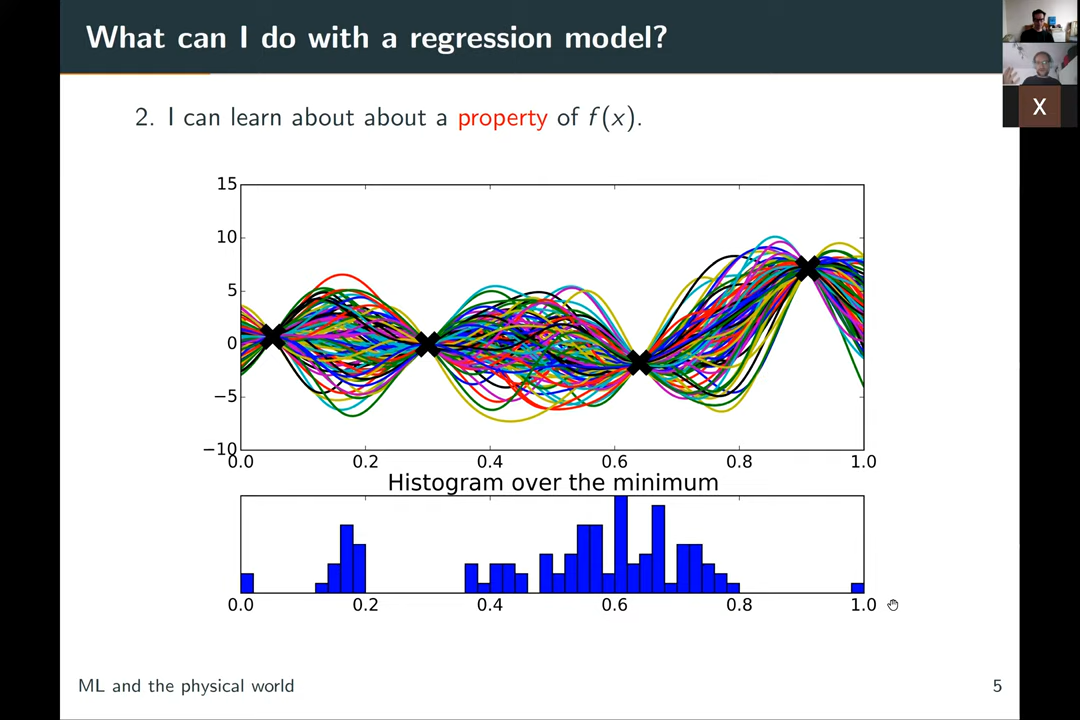 What can I do with a regression model?
X
2. I can learn about about a property of f(x).
15
10
5
0
−5
−10
0.0 0.2 0.4 0.6 0.8 1.0
Histogram over the minimum
0.0 0.2 0.4 0.6 0.8 1.0
ML and the physical world 5